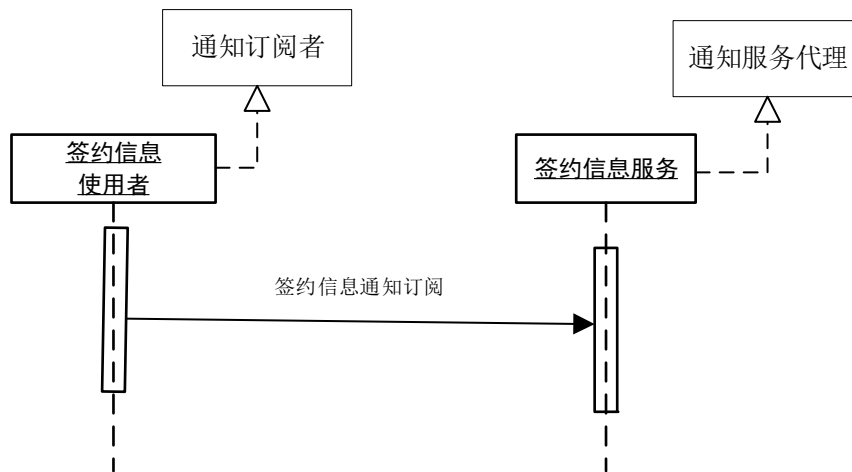 通知订阅者
通知服务代理
签约信息
使用者
签约信息服务
签约信息通知订阅